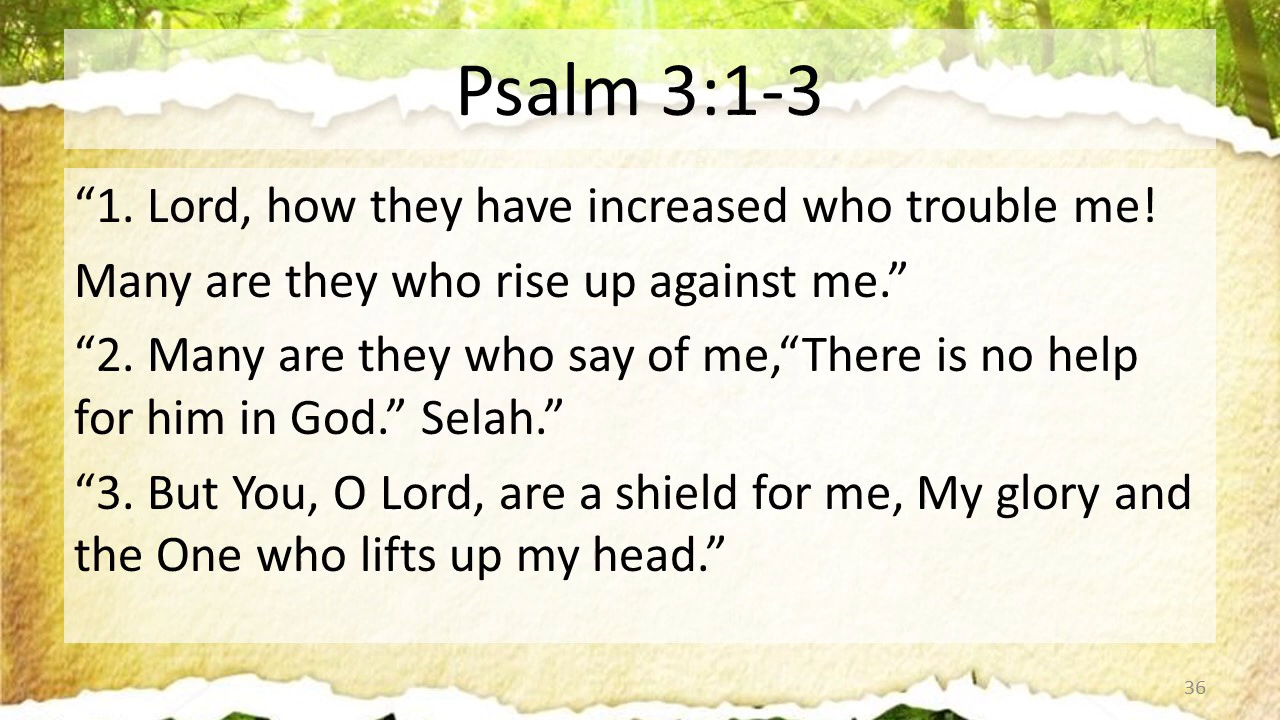 Psalm 3:1-3
“1. Lord, how they have increased who trouble me!
Many are they who rise up against me.”
“2. Many are they who say of me,“There is no help
for him in God.” Selah.”
“3. But You, O Lord, are a shield for me, My glory and
the One who lifts up my head.”
36